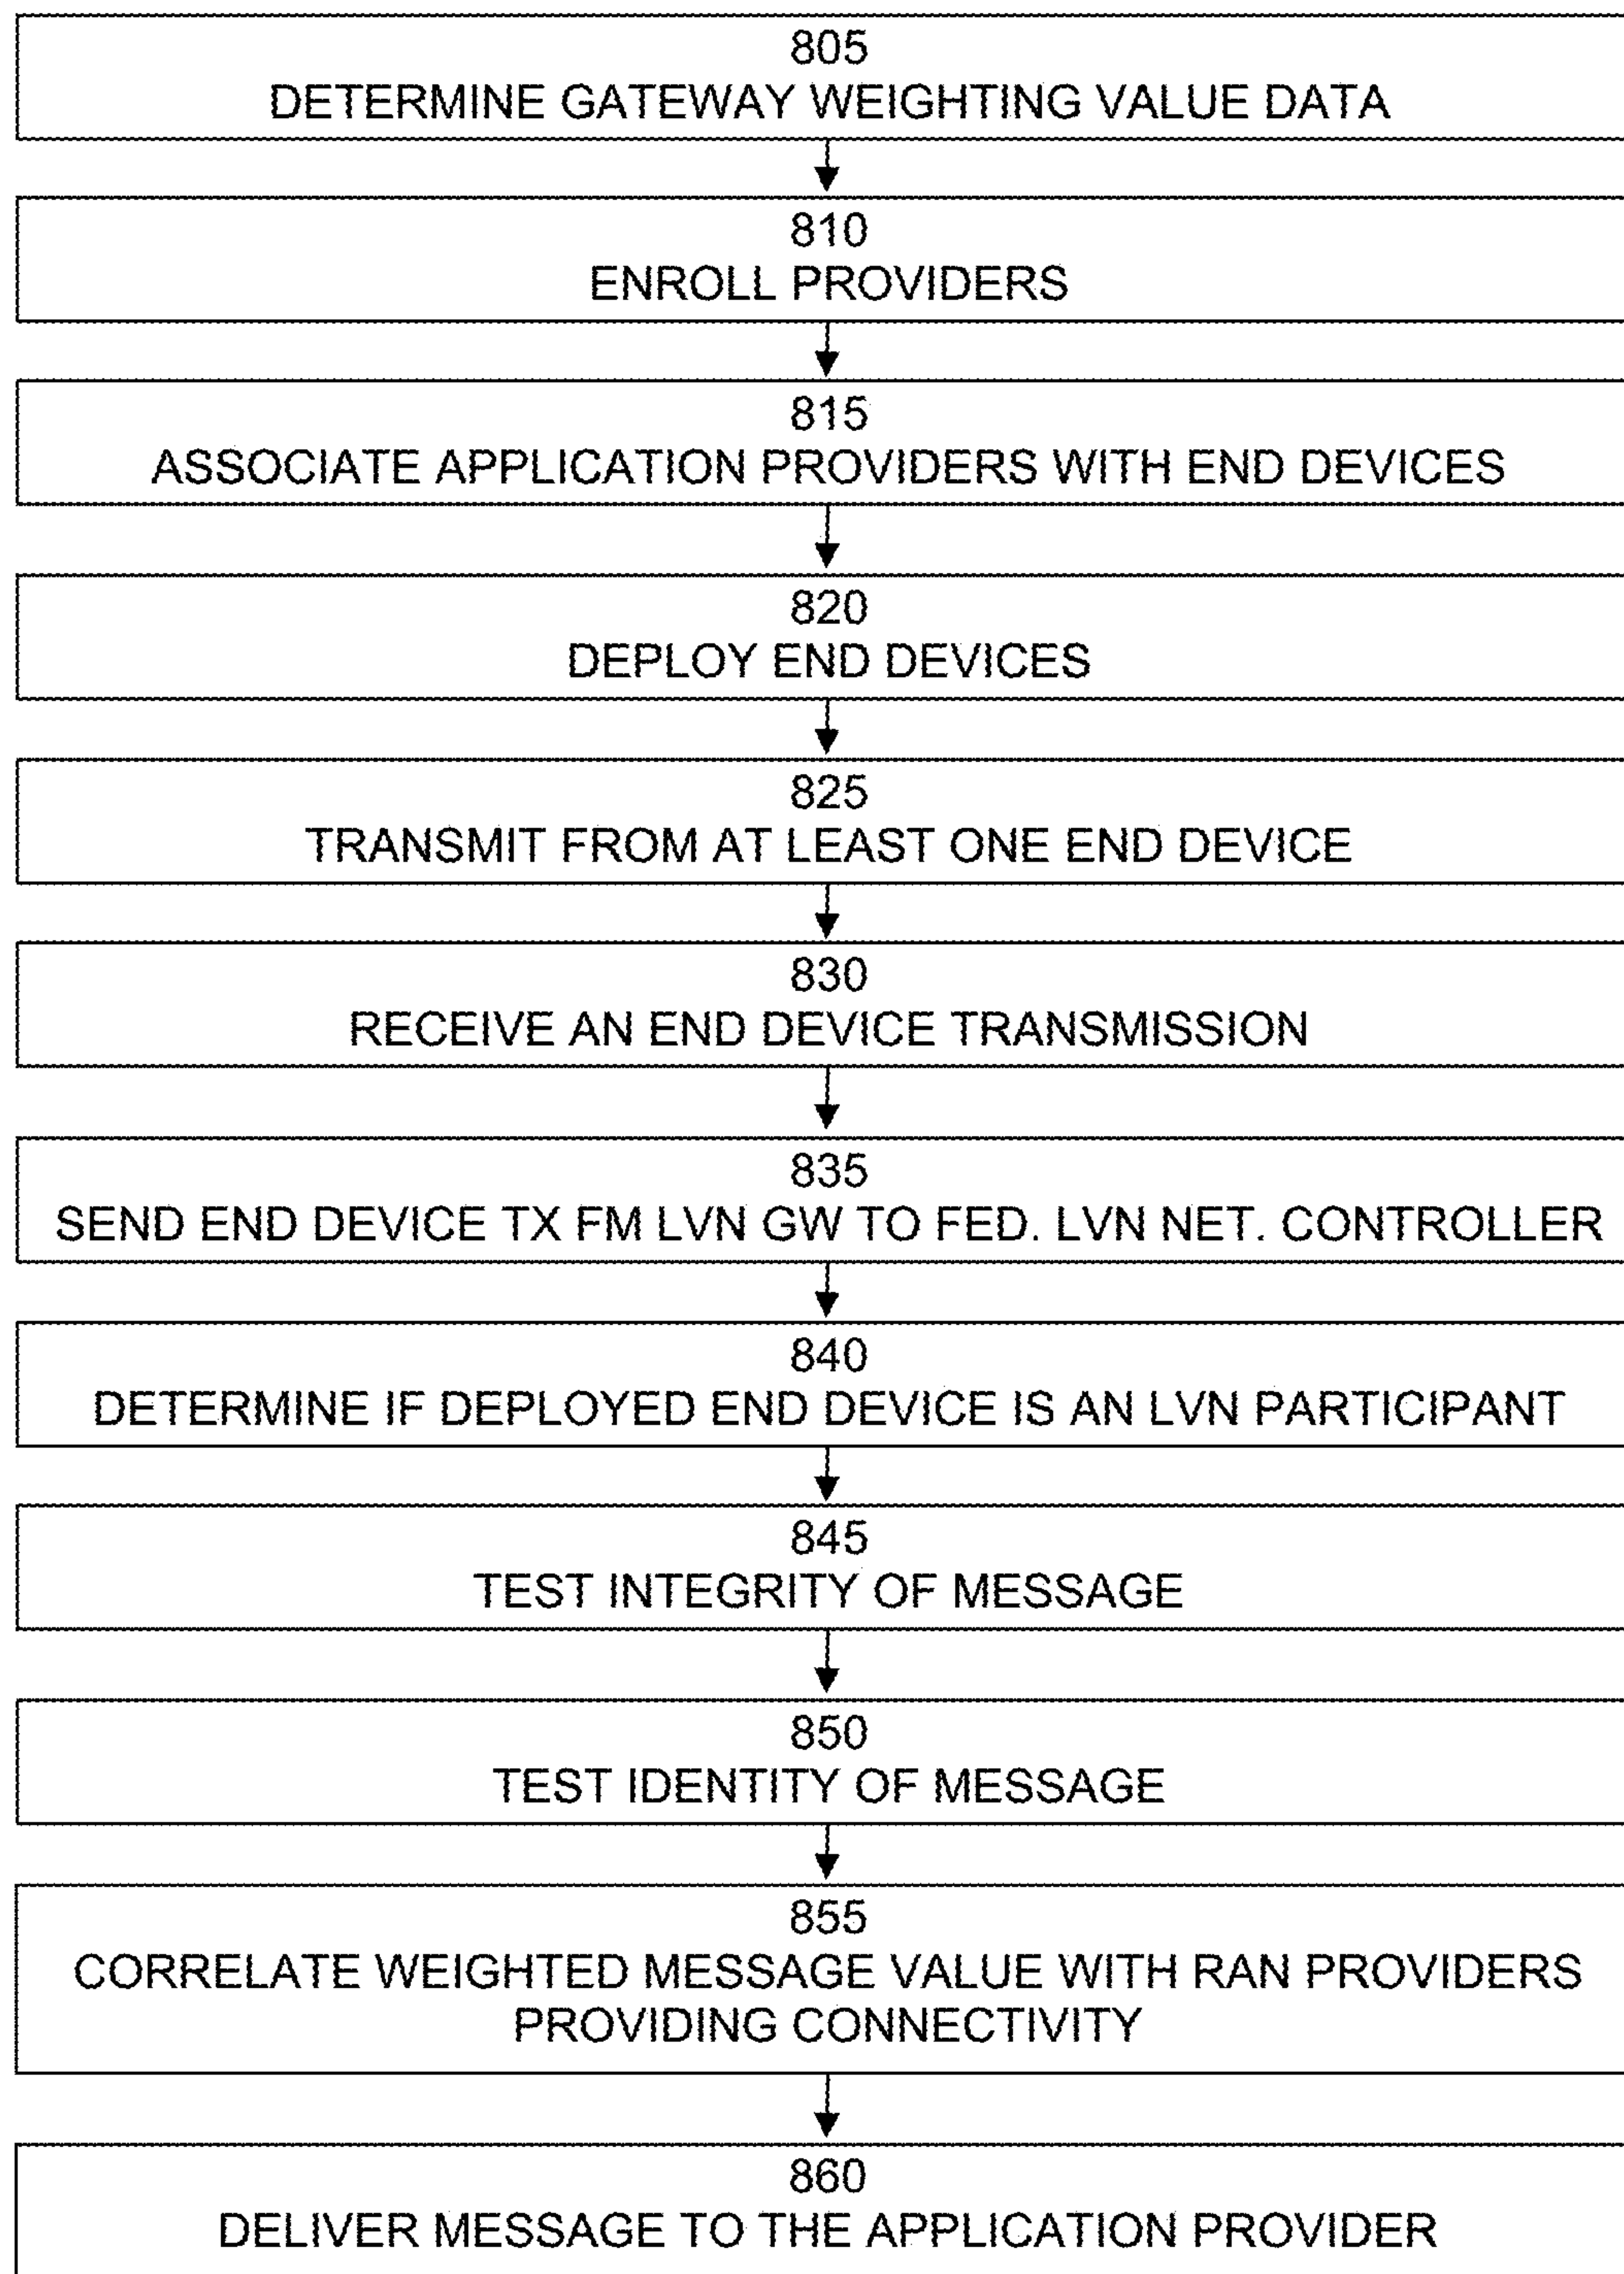 805
DETERMINE GATEWAY WEIGHTING VALUE DATA
810
ENROLL PROVIDERS
815
ASSOCIATE APPLICATION PROVIDERS WITH END DEVICES
820
DEPLOY END DEVICES
825
TRANSMIT FROM AT LEAST ONE END DEVICE
830
RECEIVE AN END DEVICE TRANSMISSION
835
SEND END DEVICE TX FM LVN GW TO FED. LVN NET. CONTROLLER
840
DETERMINE IF DEPLOYED END DEVICE IS AN LVN PARTICIPANT
845
TEST INTEGRITY OF MESSAGE
850
TEST IDENTITY OF MESSAGE
855
CORRELATE WEIGHTED MESSAGE VALUE WITH RAN PROVIDERS
PROVIDING CONNECTIVITY
860
DELIVER MESSAGE TO THE APPLICATION PROVIDER